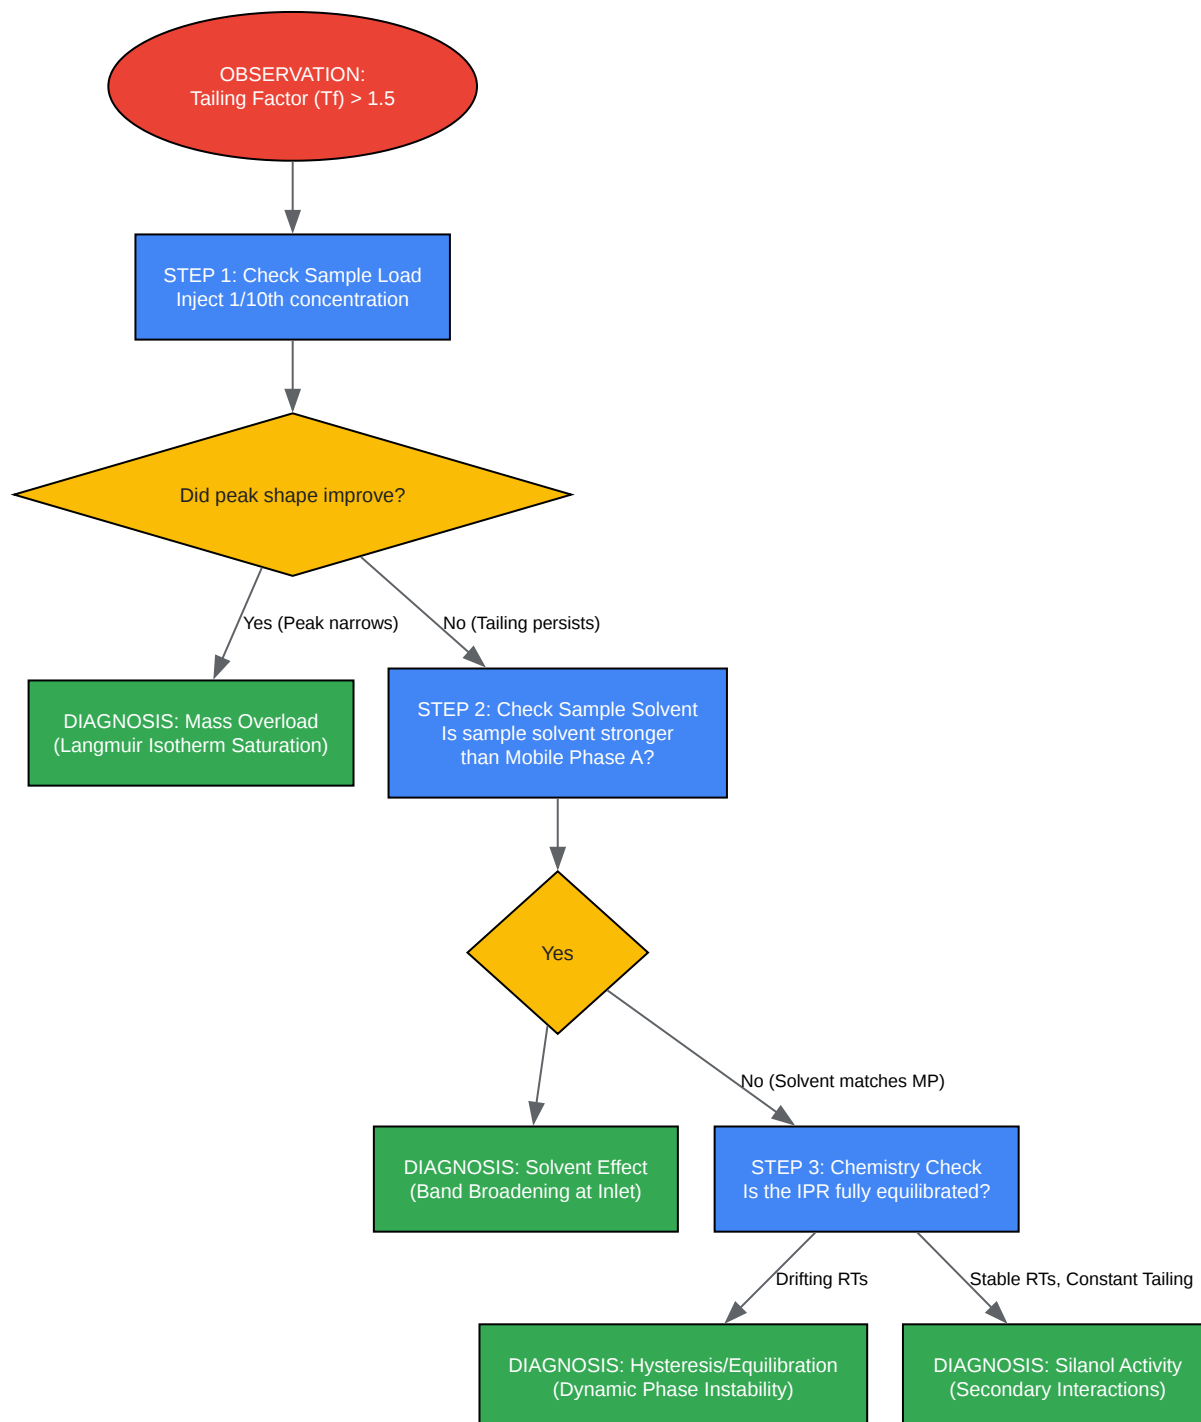 OBSERVATION:
Tailing Factor (Tf) > 1.5
STEP 1: Check Sample Load
Inject 1/10th concentration
Did peak shape improve?
Yes (Peak narrows)
No (Tailing persists)
DIAGNOSIS: Mass Overload
(Langmuir Isotherm Saturation)
STEP 2: Check Sample Solvent
Is sample solvent stronger
than Mobile Phase A?
Yes
No (Solvent matches MP)
DIAGNOSIS: Solvent Effect
(Band Broadening at Inlet)
STEP 3: Chemistry Check
Is the IPR fully equilibrated?
Drifting RTs
Stable RTs, Constant Tailing
DIAGNOSIS: Hysteresis/Equilibration
(Dynamic Phase Instability)
DIAGNOSIS: Silanol Activity
(Secondary Interactions)